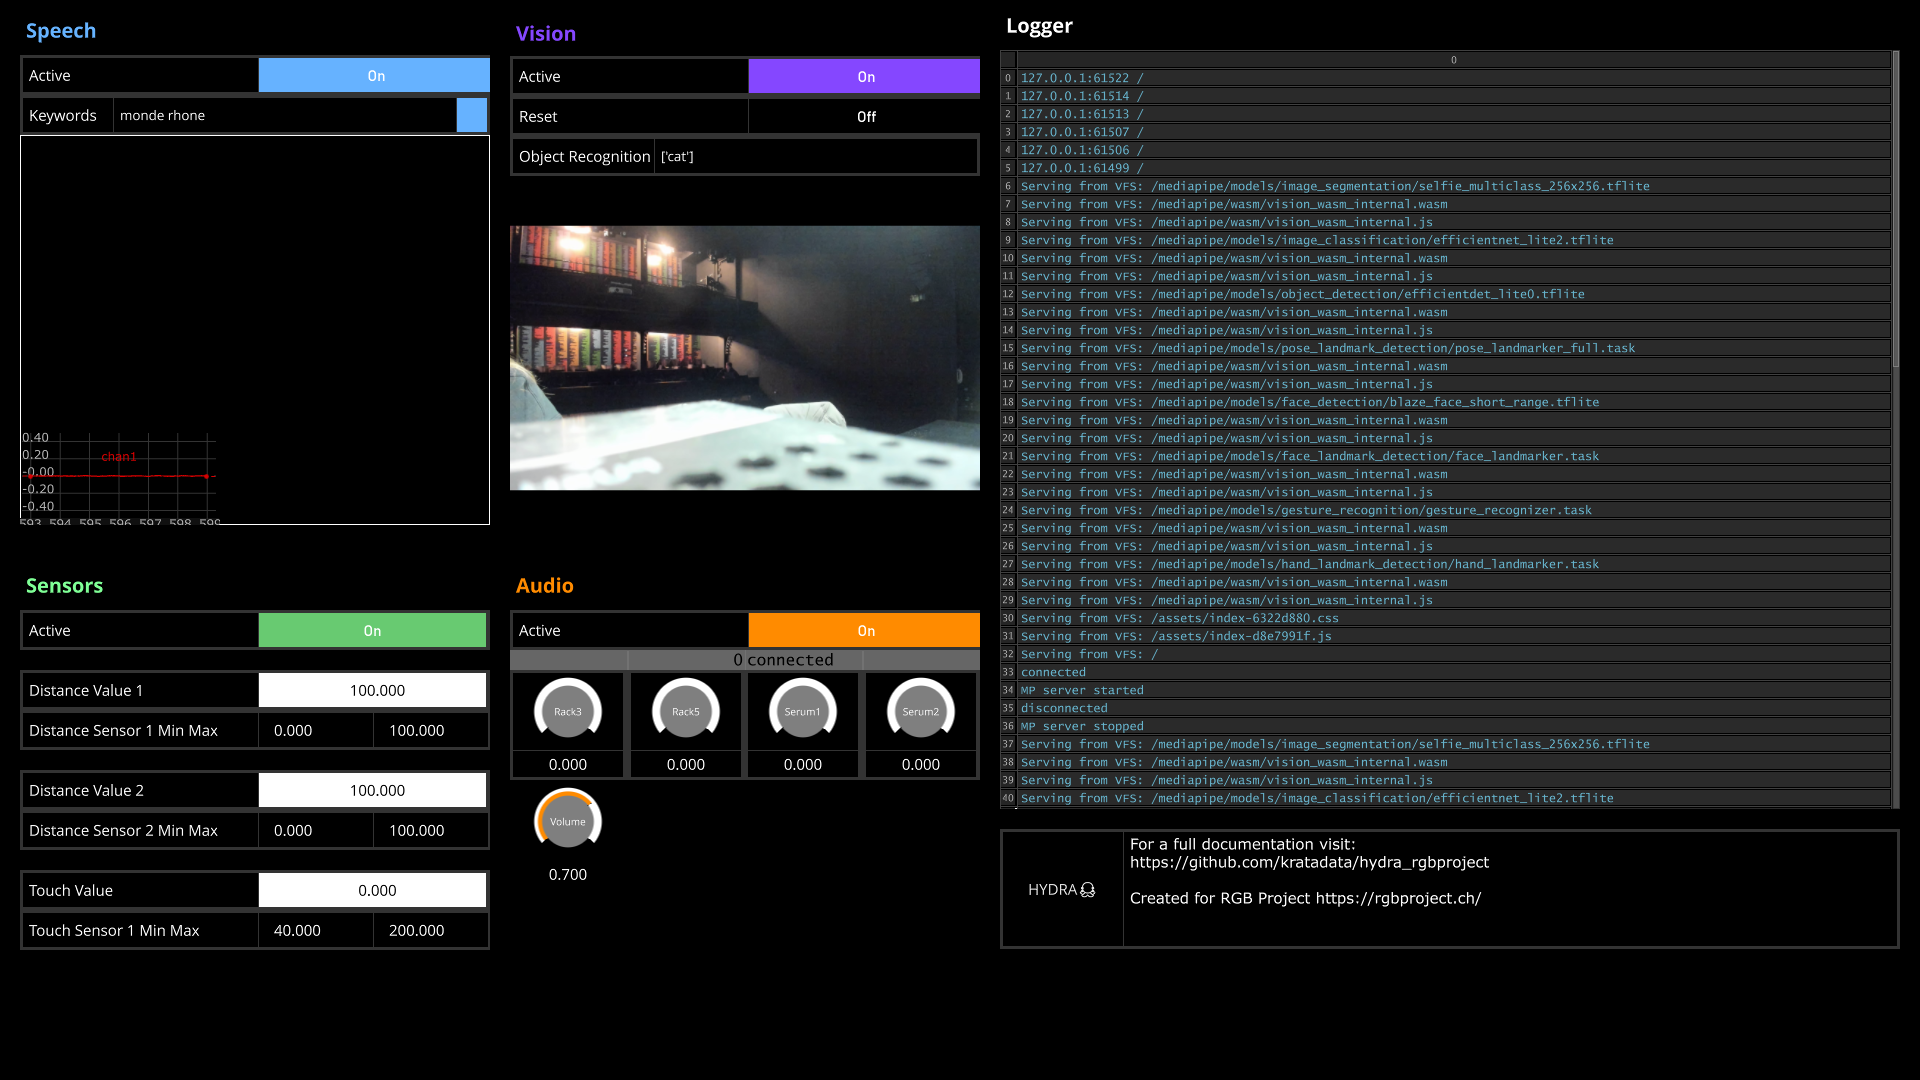 Speech
Active On
Keywords monde rhone
0.40
0.20
-0.00
-0.20
-0.40
chan1
593 594 595 596 597 598 599
Vision
Active On
Reset Off
Object Recognition ['cat']
Sensors
Active On
Distance Value 1 100.000
Distance Sensor 1 Min Max 0.000 100.000
Distance Value 2 100.000
Distance Sensor 2 Min Max 0.000 100.000
Touch Value 0.000
Touch Sensor 1 Min Max 40.000 200.000
Audio
Active On
0 connected
Rack3 Rack5 Serum1 Serum2
0.000 0.000 0.000 0.000
Volume
0.700
Logger
0
0 127.0.0.1:61522 /
1 127.0.0.1:61514 /
2 127.0.0.1:61513 /
3 127.0.0.1:61507 /
4 127.0.0.1:61506 /
5 127.0.0.1:61499 /
6 Serving from VFS: /mediapipe/models/image_segmentation/selfie_multiclass_256x256.tflite
7 Serving from VFS: /mediapipe/wasm/vision_wasm_internal.wasm
8 Serving from VFS: /mediapipe/wasm/vision_wasm_internal.js
9 Serving from VFS: /mediapipe/models/image_classification/efficientnet_lite2.tflite
10 Serving from VFS: /mediapipe/wasm/vision_wasm_internal.wasm
11 Serving from VFS: /mediapipe/wasm/vision_wasm_internal.js
12 Serving from VFS: /mediapipe/models/object_detection/efficientdet_lite0.tflite
13 Serving from VFS: /mediapipe/wasm/vision_wasm_internal.wasm
14 Serving from VFS: /mediapipe/wasm/vision_wasm_internal.js
15 Serving from VFS: /mediapipe/models/pose_landmark_detection/pose_landmarker_full.task
16 Serving from VFS: /mediapipe/wasm/vision_wasm_internal.wasm
17 Serving from VFS: /mediapipe/wasm/vision_wasm_internal.js
18 Serving from VFS: /mediapipe/models/face_detection/blaze_face_short_range.tflite
19 Serving from VFS: /mediapipe/wasm/vision_wasm_internal.wasm
20 Serving from VFS: /mediapipe/wasm/vision_wasm_internal.js
21 Serving from VFS: /mediapipe/models/face_landmark_detection/face_landmarker.task
22 Serving from VFS: /mediapipe/wasm/vision_wasm_internal.wasm
23 Serving from VFS: /mediapipe/wasm/vision_wasm_internal.js
24 Serving from VFS: /mediapipe/models/gesture_recognition/gesture_recognizer.task
25 Serving from VFS: /mediapipe/wasm/vision_wasm_internal.wasm
26 Serving from VFS: /mediapipe/wasm/vision_wasm_internal.js
27 Serving from VFS: /mediapipe/models/hand_landmark_detection/hand_landmarker.task
28 Serving from VFS: /mediapipe/wasm/vision_wasm_internal.wasm
29 Serving from VFS: /mediapipe/wasm/vision_wasm_internal.js
30 Serving from VFS: /assets/index-6322d880.css
31 Serving from VFS: /assets/index-d8e7991f.js
32 Serving from VFS: /
33 connected
34 MP server started
35 disconnected
36 MP server stopped
37 Serving from VFS: /mediapipe/models/image_segmentation/selfie_multiclass_256x256.tflite
38 Serving from VFS: /mediapipe/wasm/vision_wasm_internal.wasm
39 Serving from VFS: /mediapipe/wasm/vision_wasm_internal.js
40 Serving from VFS: /mediapipe/models/image_classification/efficientnet_lite2.tflite
HYDRA
For a full documentation visit:
https://github.com/kratadata/hydra_rgbproject
Created for RGB Project https://rgbproject.ch/